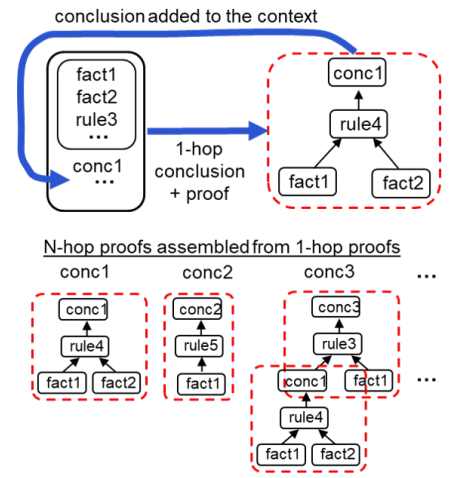 conclusion added to the context
fact1
fact2
rule3
...
conc1
...
1-hop
conclusion
+ proof
conc1
rule4
fact1 fact2
N-hop proofs assembled from 1-hop proofs
conc1 conc2 conc3 ...
conc1 conc2 conc3
rule4 rule5 rule3
fact1 fact2 fact1 conc1 fact1 ...
rule4
fact1 fact2